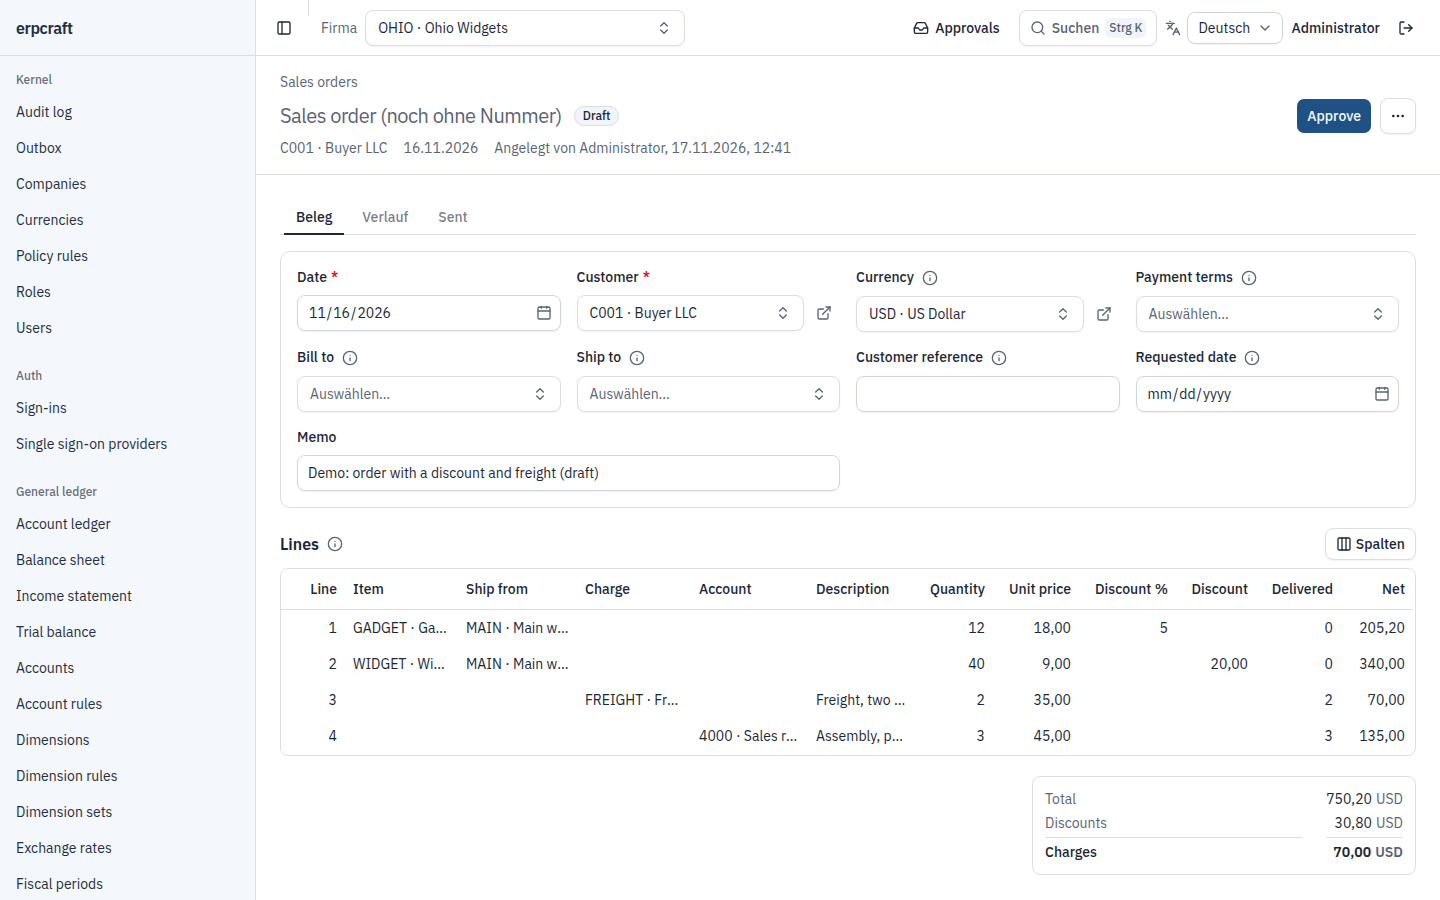 erpcraft
Firma
OHIO · Ohio Widgets
Approvals
Suchen
Strg K
Deutsch
Administrator
Kernel
Audit log
Outbox
Companies
Currencies
Policy rules
Roles
Users
Auth
Sign-ins
Single sign-on providers
General ledger
Account ledger
Balance sheet
Income statement
Trial balance
Accounts
Account rules
Dimensions
Dimension rules
Dimension sets
Exchange rates
Fiscal periods
Sales orders
Sales order (noch ohne Nummer)
Draft
Approve
C001 · Buyer LLC 16.11.2026 Angelegt von Administrator, 17.11.2026, 12:41
Beleg Verlauf Sent
Date * Customer * Currency Payment terms
11/16/2026 C001 · Buyer LLC USD · US Dollar Auswählen...
Bill to Ship to Customer reference Requested date
Auswählen... Auswählen... mm/dd/yyyy
Memo
Demo: order with a discount and freight (draft)
Lines
Spalten
Line Item Ship from Charge Account Description Quantity Unit price Discount % Discount Delivered Net
1 GADGET · Ga... MAIN · Main w... 12 18,00 5 0 205,20
2 WIDGET · Wi... MAIN · Main w... 40 9,00 20,00 0 340,00
3 FREIGHT · Fr... Freight, two ... 2 35,00 2 70,00
4 4000 · Sales r... Assembly, p... 3 45,00 3 135,00
Total 750,20 USD
Discounts 30,80 USD
Charges 70,00 USD